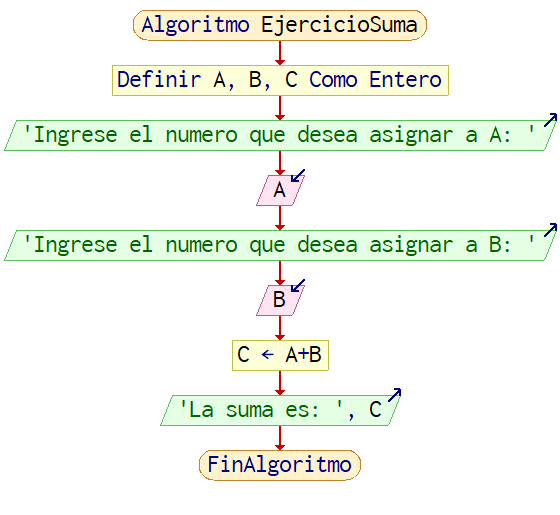 Algoritmo EjercicioSuma
Definir A, B, C Como Entero
'Ingrese el numero que desea asignar a A: '
A
'Ingrese el numero que desea asignar a B: '
B
C ← A+B
'La suma es: ', C
FinAlgoritmo